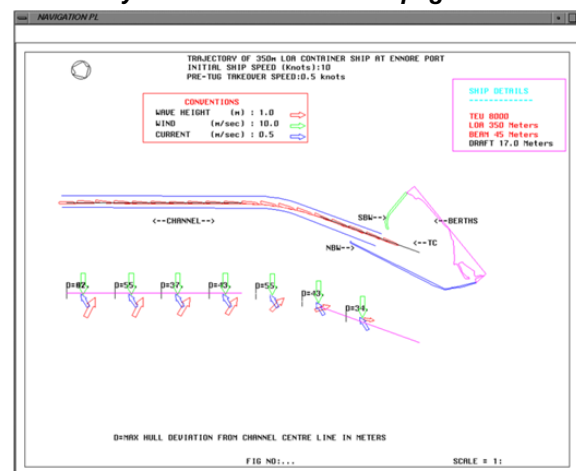 NAVIGATION PL
TRAJECTORY OF 350m LOA CONTAINER SHIP AT ENNORE PORT
INITIAL SHIP SPEED (Knots):10
PRE-TUG TAKEOVER SPEED:0.5 knots
CONVENTIONS
WAVE HEIGHT (m) : 1.0
WIND (m/sec) : 10.0
CURRENT (m/sec) : 0.5
SHIP DETAILS
TEU 8000
LOA 350 Meters
BEAM 45 Meters
DRAFT 17.0 Meters
SBW-->
<--BERTHS
<--CHANNEL-->
<--TC
NBW-->
D=55,
D=37,
D=43,
D=55,
D=43,
D=34,
D=MAX HULL DEVIATION FROM CHANNEL CENTRE LINE IN METERS
FIG NO:...
SCALE = 1: